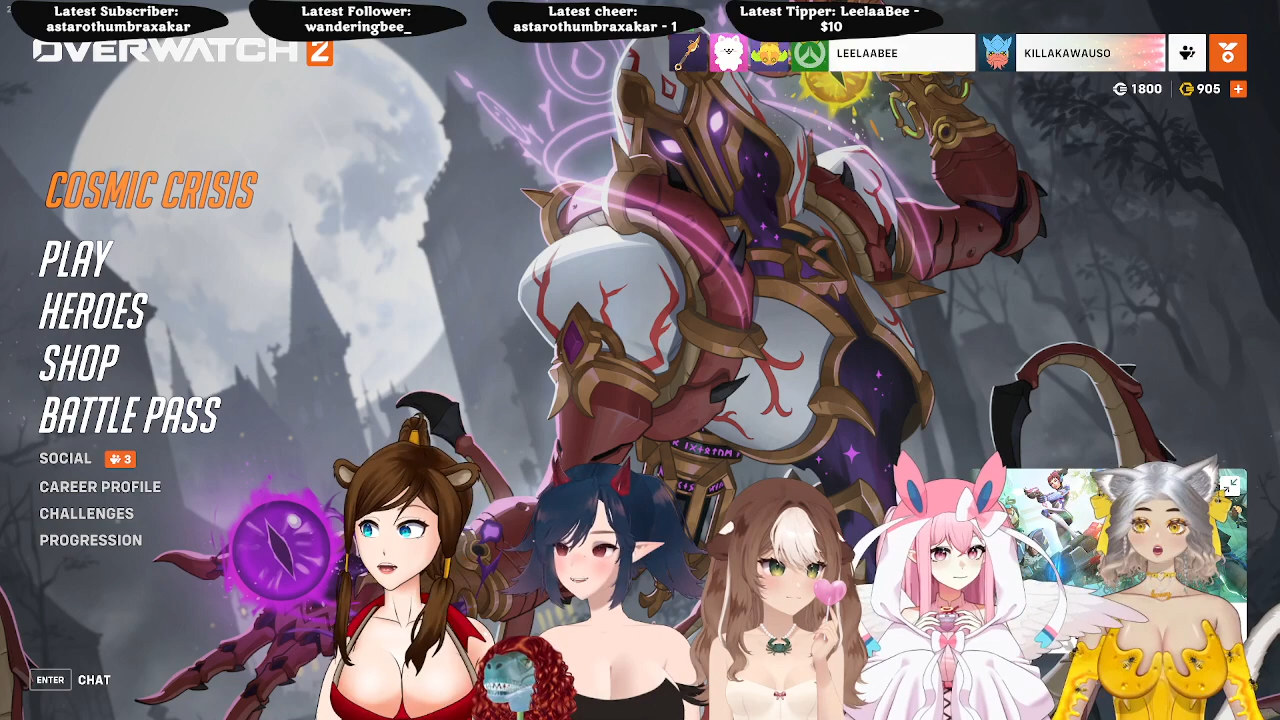 Latest Subscriber:
astarothumbraxakar
Latest Follower:
wanderingbee_
Latest cheer:
astarothumbraxakar - 1
Latest Tipper: LeelaaBee -
$10
OVERWATCH 2
LEELAABEE
KILLAKAWAUSO
1800
905
+
COSMIC CRISIS
PLAY
HEROES
SHOP
BATTLE PASS
SOCIAL 3
CAREER PROFILE
CHALLENGES
PROGRESSION
ENTER CHAT